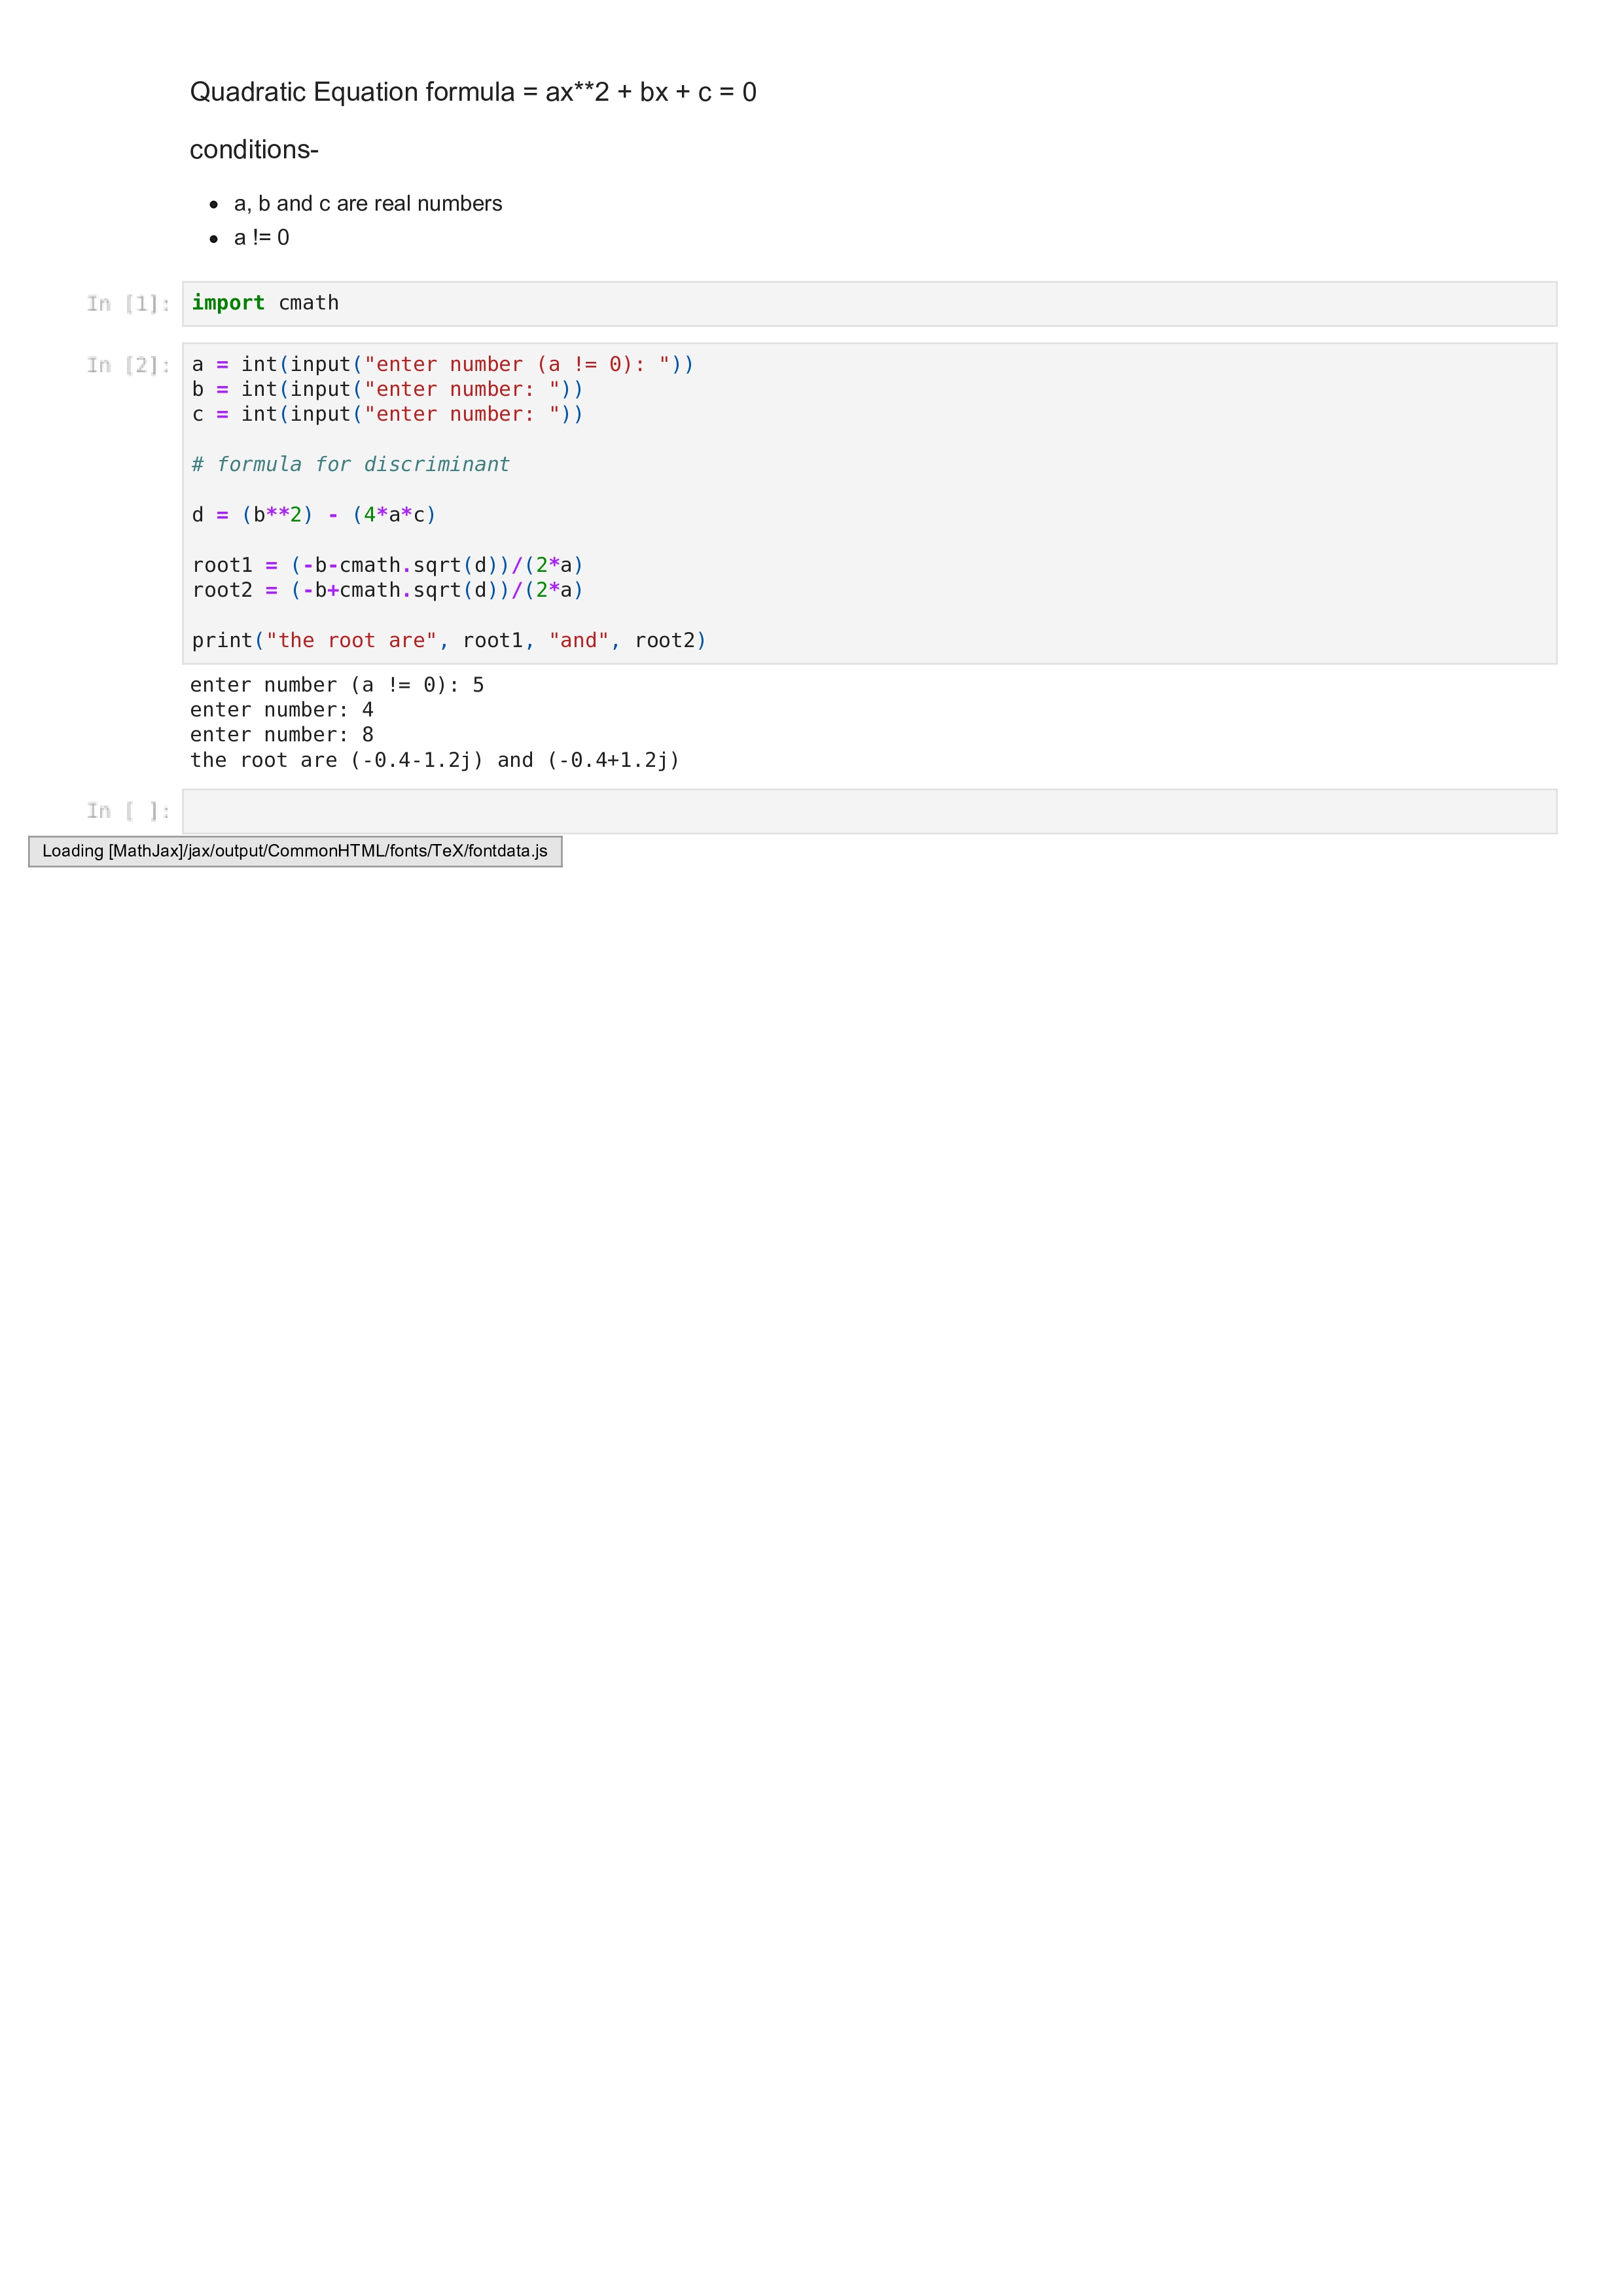 Quadratic Equation formula = ax**2 + bx + c = 0
conditions-
• a, b and c are real numbers
• a != 0
In [1]: import cmath
In [2]: a = int(input("enter number (a != 0): "))
b = int(input("enter number: "))
c = int(input("enter number: "))
# formula for discriminant
d = (b**2) - (4*a*c)
root1 = (-b-cmath.sqrt(d))/(2*a)
root2 = (-b+cmath.sqrt(d))/(2*a)
print("the root are", root1, "and", root2)
enter number (a != 0): 5
enter number: 4
enter number: 8
the root are (-0.4-1.2j) and (-0.4+1.2j)
In [ ]:
Loading [MathJax]/jax/output/CommonHTML/fonts/TeX/fontdata.js